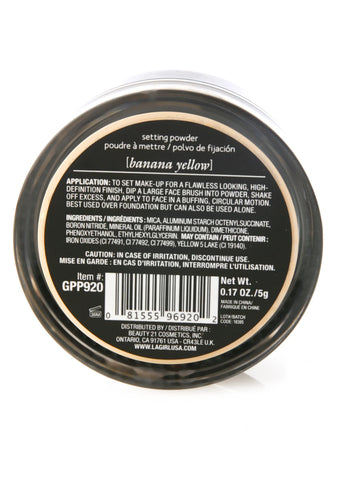 setting powder
poudre à mettre / polvo de fijación
[banana yellow]
APPLICATION: TO SET MAKE-UP FOR A FLAWLESS LOOKING, HIGH-
DEFINITION FINISH, DIP A LARGE FACE BRUSH INTO POWDER, SHAKE
OFF EXCESS, AND APPLY TO FACE IN A BUFFING, CIRCULAR MOTION.
BEST USED OVER FOUNDATION BUT CAN ALSO BE USED ALONE.
INGREDIENTS/INGRÉDIENTS: MICA, ALUMINUM STARCH OCTENYLSUCCINATE,
BORON NITRIDE, MINERAL OIL (PARAFFINUM LIQUIDUM), DIMETHICONE,
PHENOXYETHANOL, ETHYLHEXYLGLYCERIN. MAY CONTAIN / PUT CONTENIR :
IRON OXIDES (CI 77491, CI 77492, CI 77499), YELLOW 5 LAKE (CI 19140).
CAUTION: IN CASE OF IRRITATION, DISCONTINUE USE.
MISE EN GARDE : EN CAS D'IRRITATION, INTERROMPRE L'UTILISATION.
Item #:
GPP920
Net Wt.
0.17 OZ./5g
MADE IN CHINA/
FABRIQUÉ EN CHINE
0 81555 96920 2
LOT#/BATCH
DISTRIBUTED BY / DISTRIBUÉ PAR :
BEAUTY 21 COSMETICS, INC.
ONTARIO, CA 91761 USA - CR43LE U.K.
WWW.LAGIRLUSA.COM